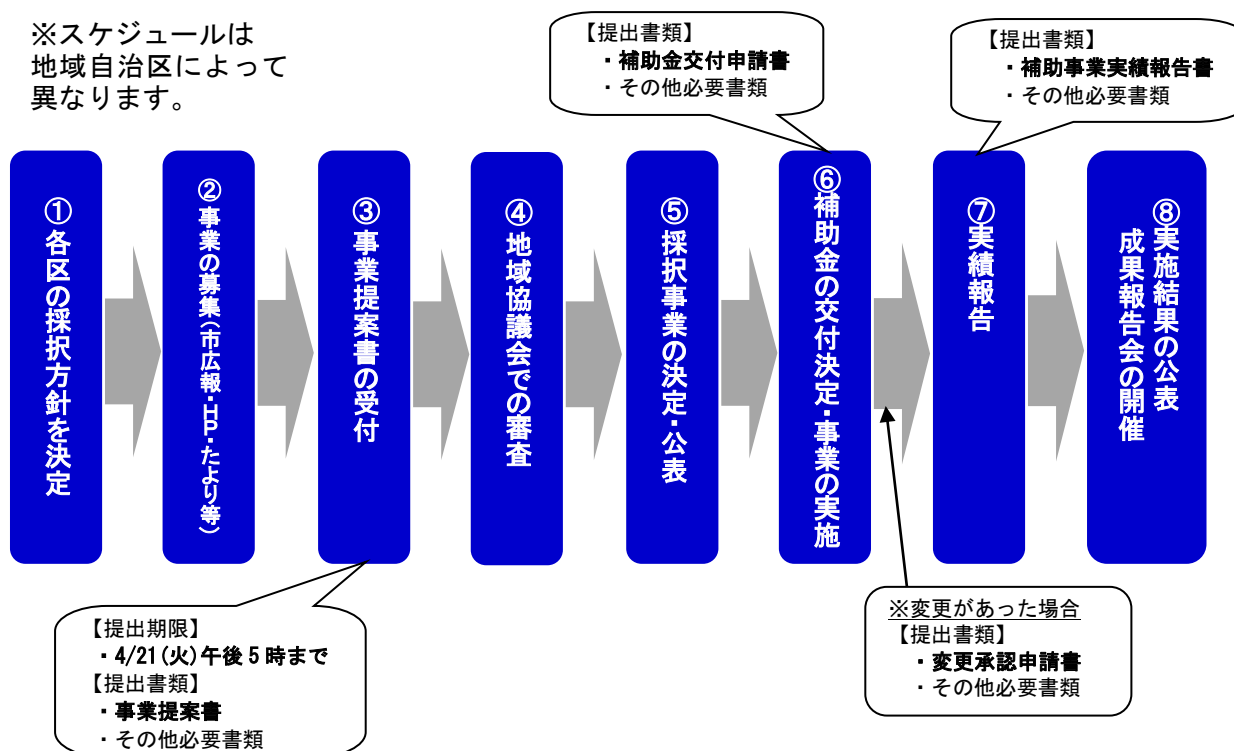 ※スケジュールは
地域自治区によって
異なります。
【提出書類】
・補助金交付申請書
・その他必要書類
【提出書類】
・補助事業実績報告書
・その他必要書類
①各区の採択方針を決定
②事業の募集(市広報・HP・たより等)
③事業提案書の受付
④地域協議会での審査
⑤採択事業の決定・公表
⑥補助金の交付決定・事業の実施
⑦実績報告
⑧実施結果の公表
成果報告会の開催
【提出期限】
・4/21(火)午後5時まで
【提出書類】
・事業提案書
・その他必要書類
※変更があった場合
【提出書類】
・変更承認申請書
・その他必要書類